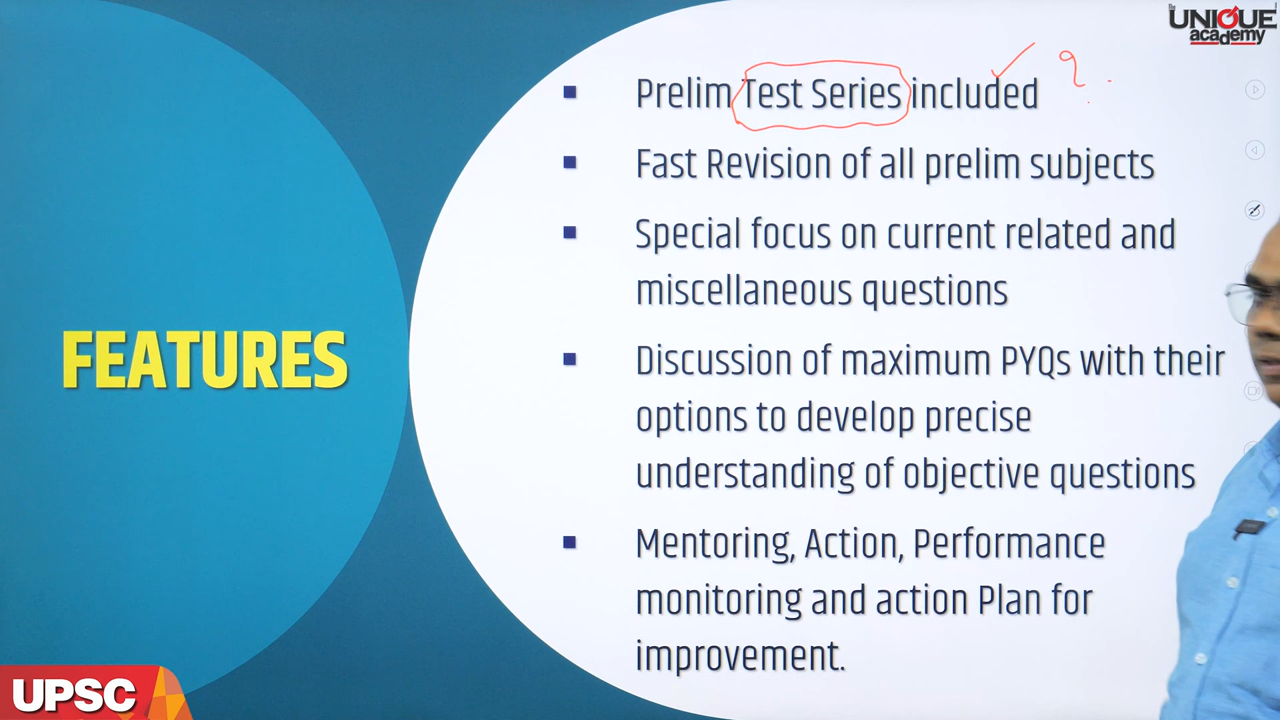 The
UNIQUE
academy
Prelim Test Series included
Fast Revision of all prelim subjects
Special focus on current related and
miscellaneous questions
FEATURES
Discussion of maximum PYQs with their
options to develop precise
understanding of objective questions
Mentoring, Action, Performance
monitoring and action Plan for
improvement.
UPSC